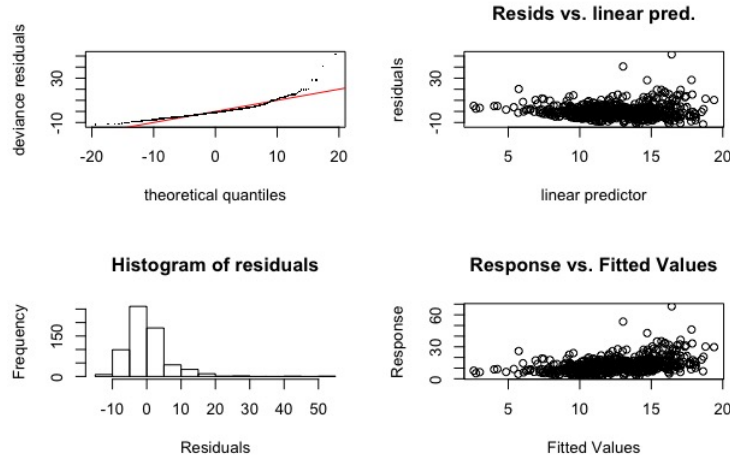 deviance residuals
-10
30
-20
-10
0
10
20
theoretical quantiles
Resids vs. linear pred.
residuals
-10
30
5
10
15
20
linear predictor
Histogram of residuals
Frequency
0
150
-10
0
10
20
30
40
50
Residuals
Response vs. Fitted Values
Response
0
30
60
5
10
15
20
Fitted Values